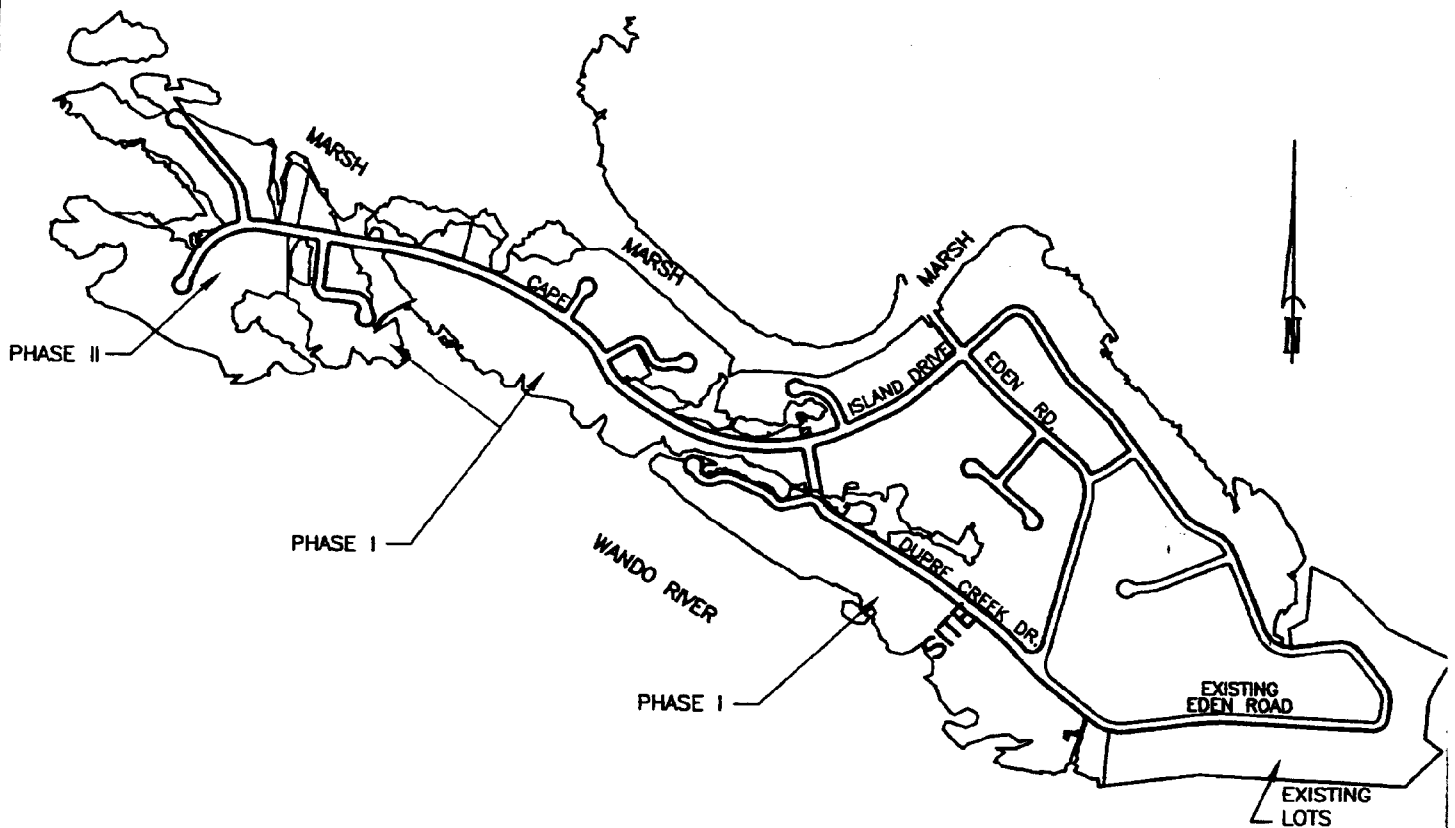 MARSH
MARSH
MARSH
CAPE
ISLAND DRIVE
EDEN RD.
N
PHASE II
PHASE I
WANDO RIVER
DUPRE CREEK DR.
SITE
PHASE I
EXISTING
EDEN ROAD
EXISTING
LOTS